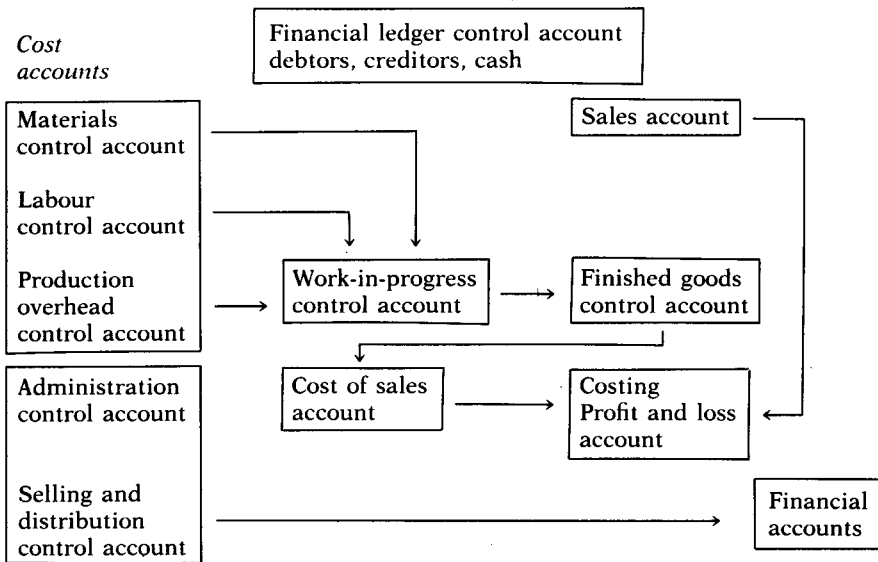 Cost
accounts
Financial ledger control account
debtors, creditors, cash
Materials
control account
Sales account
Labour
control account
Production
overhead
control account
Work-in-progress
control account
Finished goods
control account
Administration
control account
Cost of sales
account
Costing
Profit and loss
account
Selling and
distribution
control account
Financial
accounts